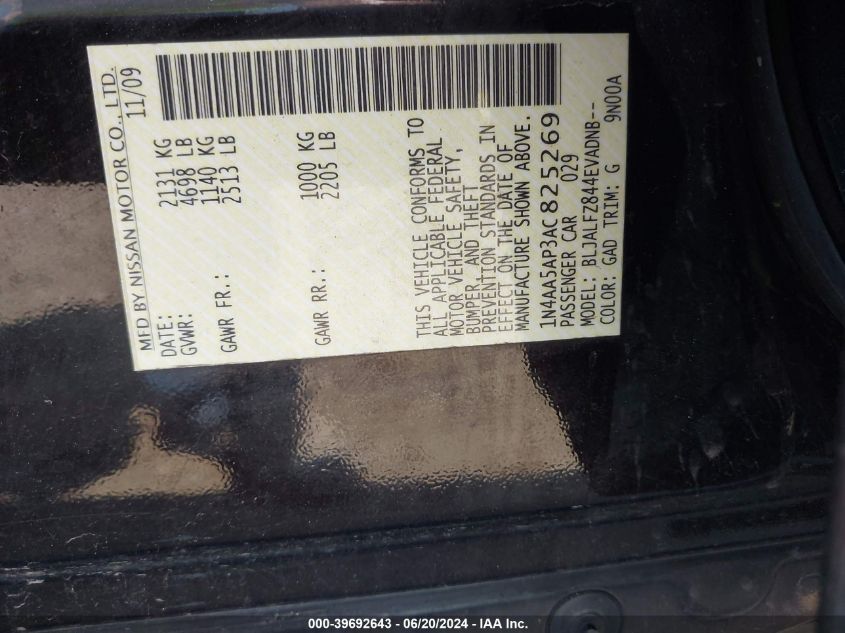 MFD BY NISSAN MOTOR CO., LTD.
DATE: 11/09
GVWR: 2131 KG
4698 LB
GAWR FR.: 1140 KG
2513 LB
GAWR RR.: 1000 KG
2205 LB
THIS VEHICLE CONFORMS TO
ALL APPLICABLE FEDERAL
MOTOR VEHICLE SAFETY,
BUMPER, AND THEFT
PREVENTION STANDARDS IN
EFFECT ON THE DATE OF
MANUFACTURE SHOWN ABOVE.
1N4AA5AP3AC825269
PASSENGER CAR 029
MODEL: BLJALFZ844EVADNB--
COLOR: GAD TRIM: G 9N00A
000-39692643 / 06/20/2024 - IAA Inc.